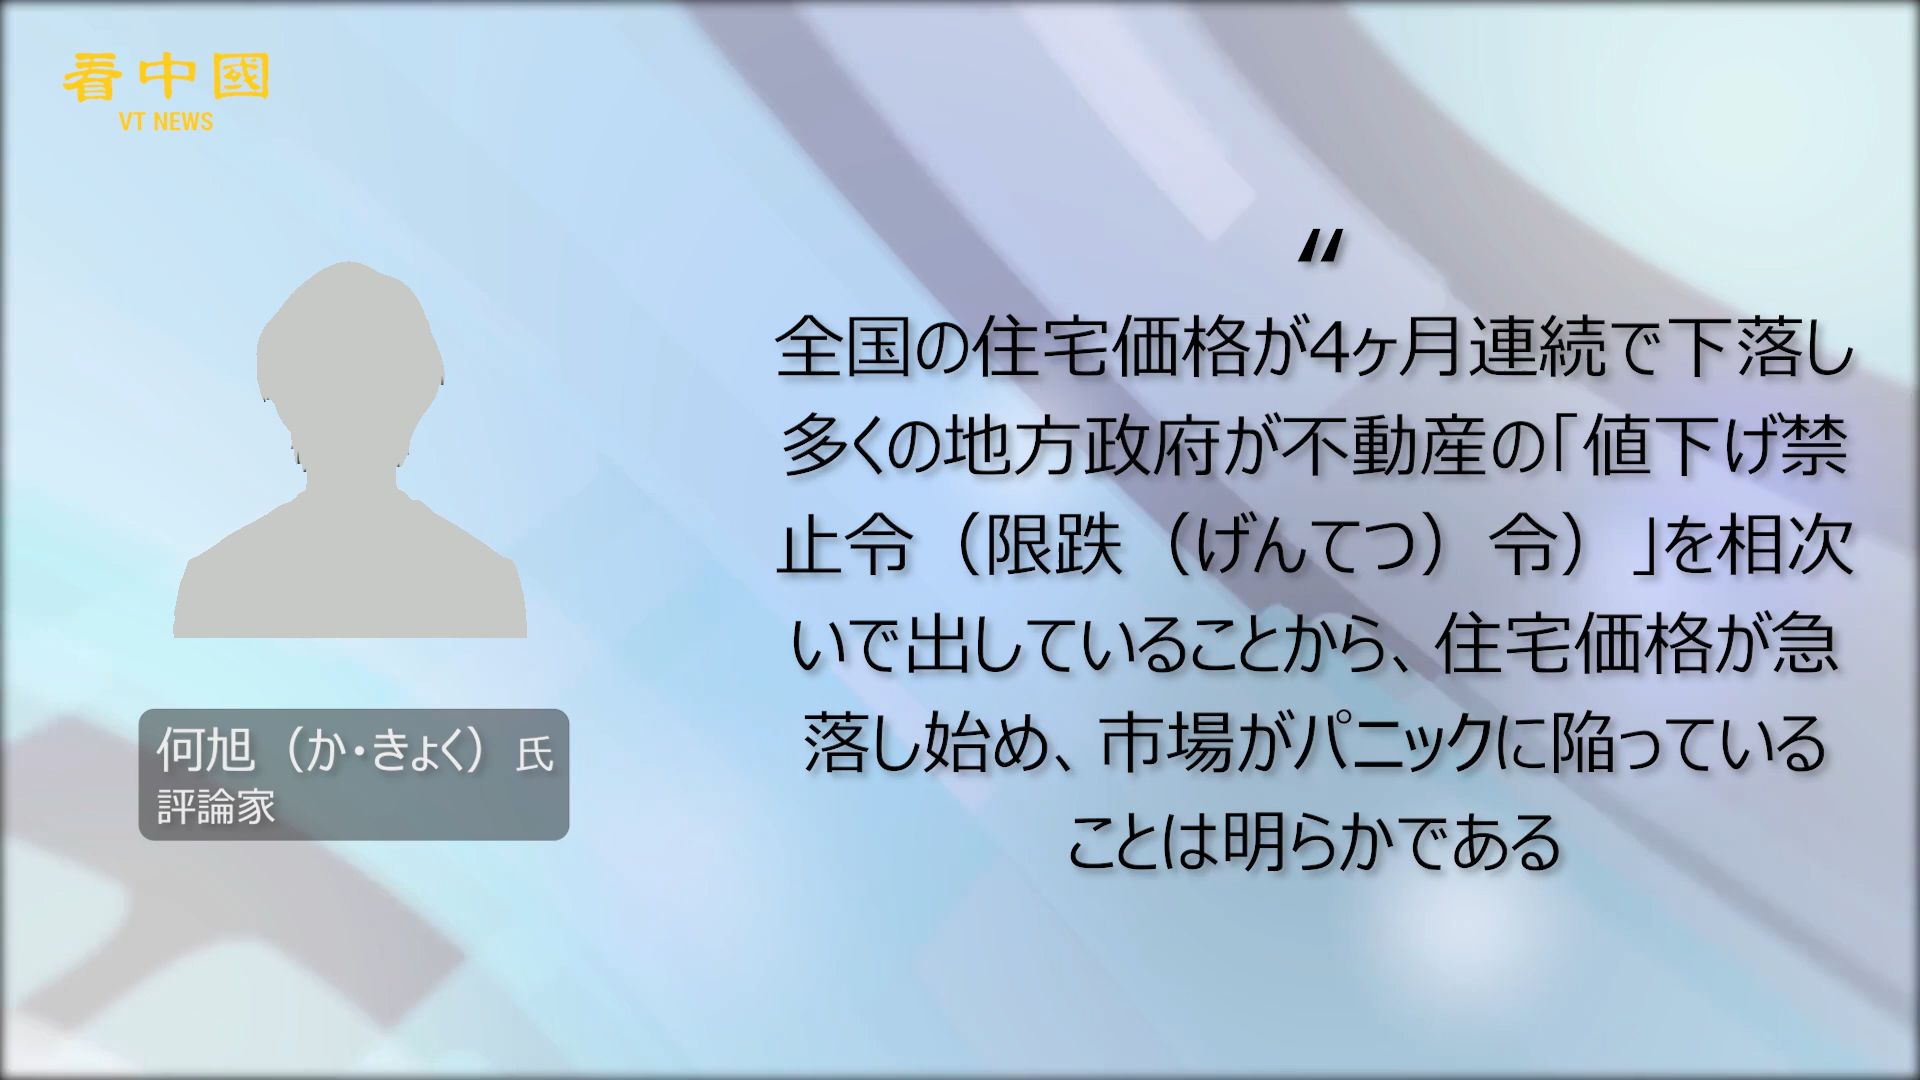 看中國
VT NEWS
“
全国の住宅価格が4ヶ月連続で下落し
多くの地方政府が不動産の｢値下げ禁
止令（限跌（げんてつ）令）｣を相次
いで出していることから、住宅価格が急
落し始め、市場がパニックに陥っている
ことは明らかである
何旭（か・きょく）氏
評論家